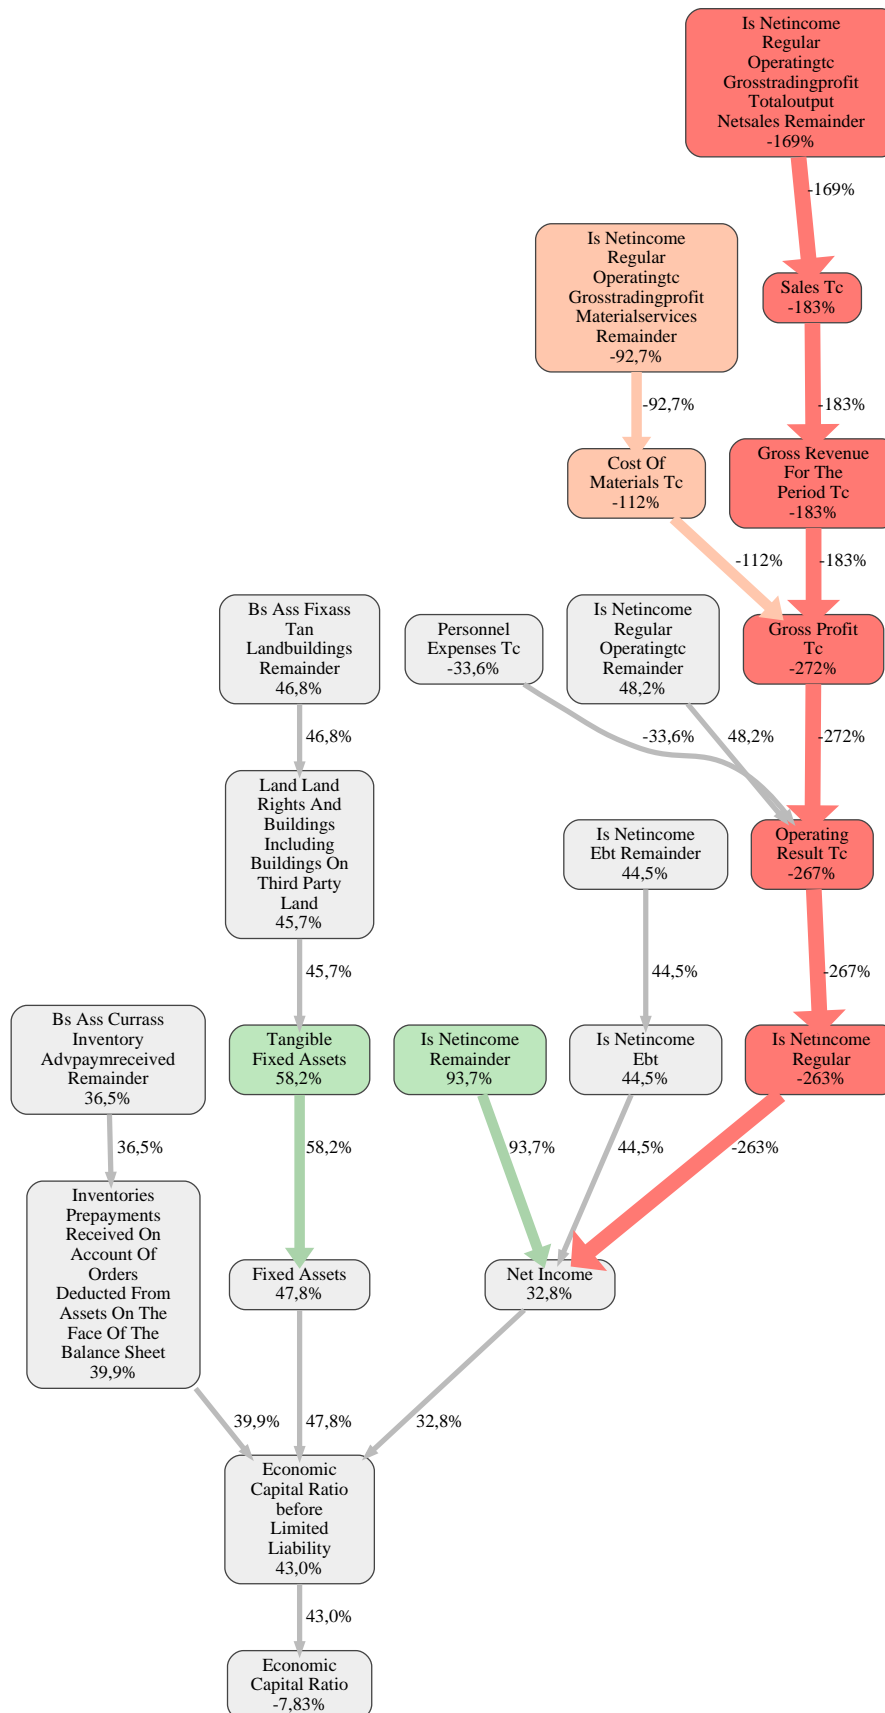 Is Netincome
Regular
Operatingtc
Grosstradingprofit
Totaloutput
Netsales Remainder
-169%
-169%
Is Netincome
Regular
Operatingtc
Grosstradingprofit
Materialservices
Remainder
-92,7%
Sales Tc
-183%
-92,7%
-183%
Cost Of
Materials Tc
-112%
Gross Revenue
For The
Period Tc
-183%
-112%
-183%
Bs Ass Fixass
Tan
Landbuildings
Remainder
46,8%
Personnel
Expenses Tc
-33,6%
Is Netincome
Regular
Operatingtc
Remainder
48,2%
Gross Profit
Tc
-272%
46,8%
-33,6%
48,2%
-272%
Land Land
Rights And
Buildings
Including
Buildings On
Third Party
Land
45,7%
Is Netincome
Ebt Remainder
44,5%
Operating
Result Tc
-267%
45,7%
44,5%
-267%
Bs Ass Currass
Inventory
Advpaymreceived
Remainder
36,5%
Tangible
Fixed Assets
58,2%
Is Netincome
Remainder
93,7%
Is Netincome
Ebt
44,5%
Is Netincome
Regular
-263%
36,5%
58,2%
93,7%
44,5%
-263%
Inventories
Prepayments
Received On
Account Of
Orders
Deducted From
Assets On The
Face Of The
Balance Sheet
39,9%
Fixed Assets
47,8%
Net Income
32,8%
39,9%
47,8%
32,8%
Economic
Capital Ratio
before
Limited
Liability
43,0%
43,0%
Economic
Capital Ratio
-7,83%